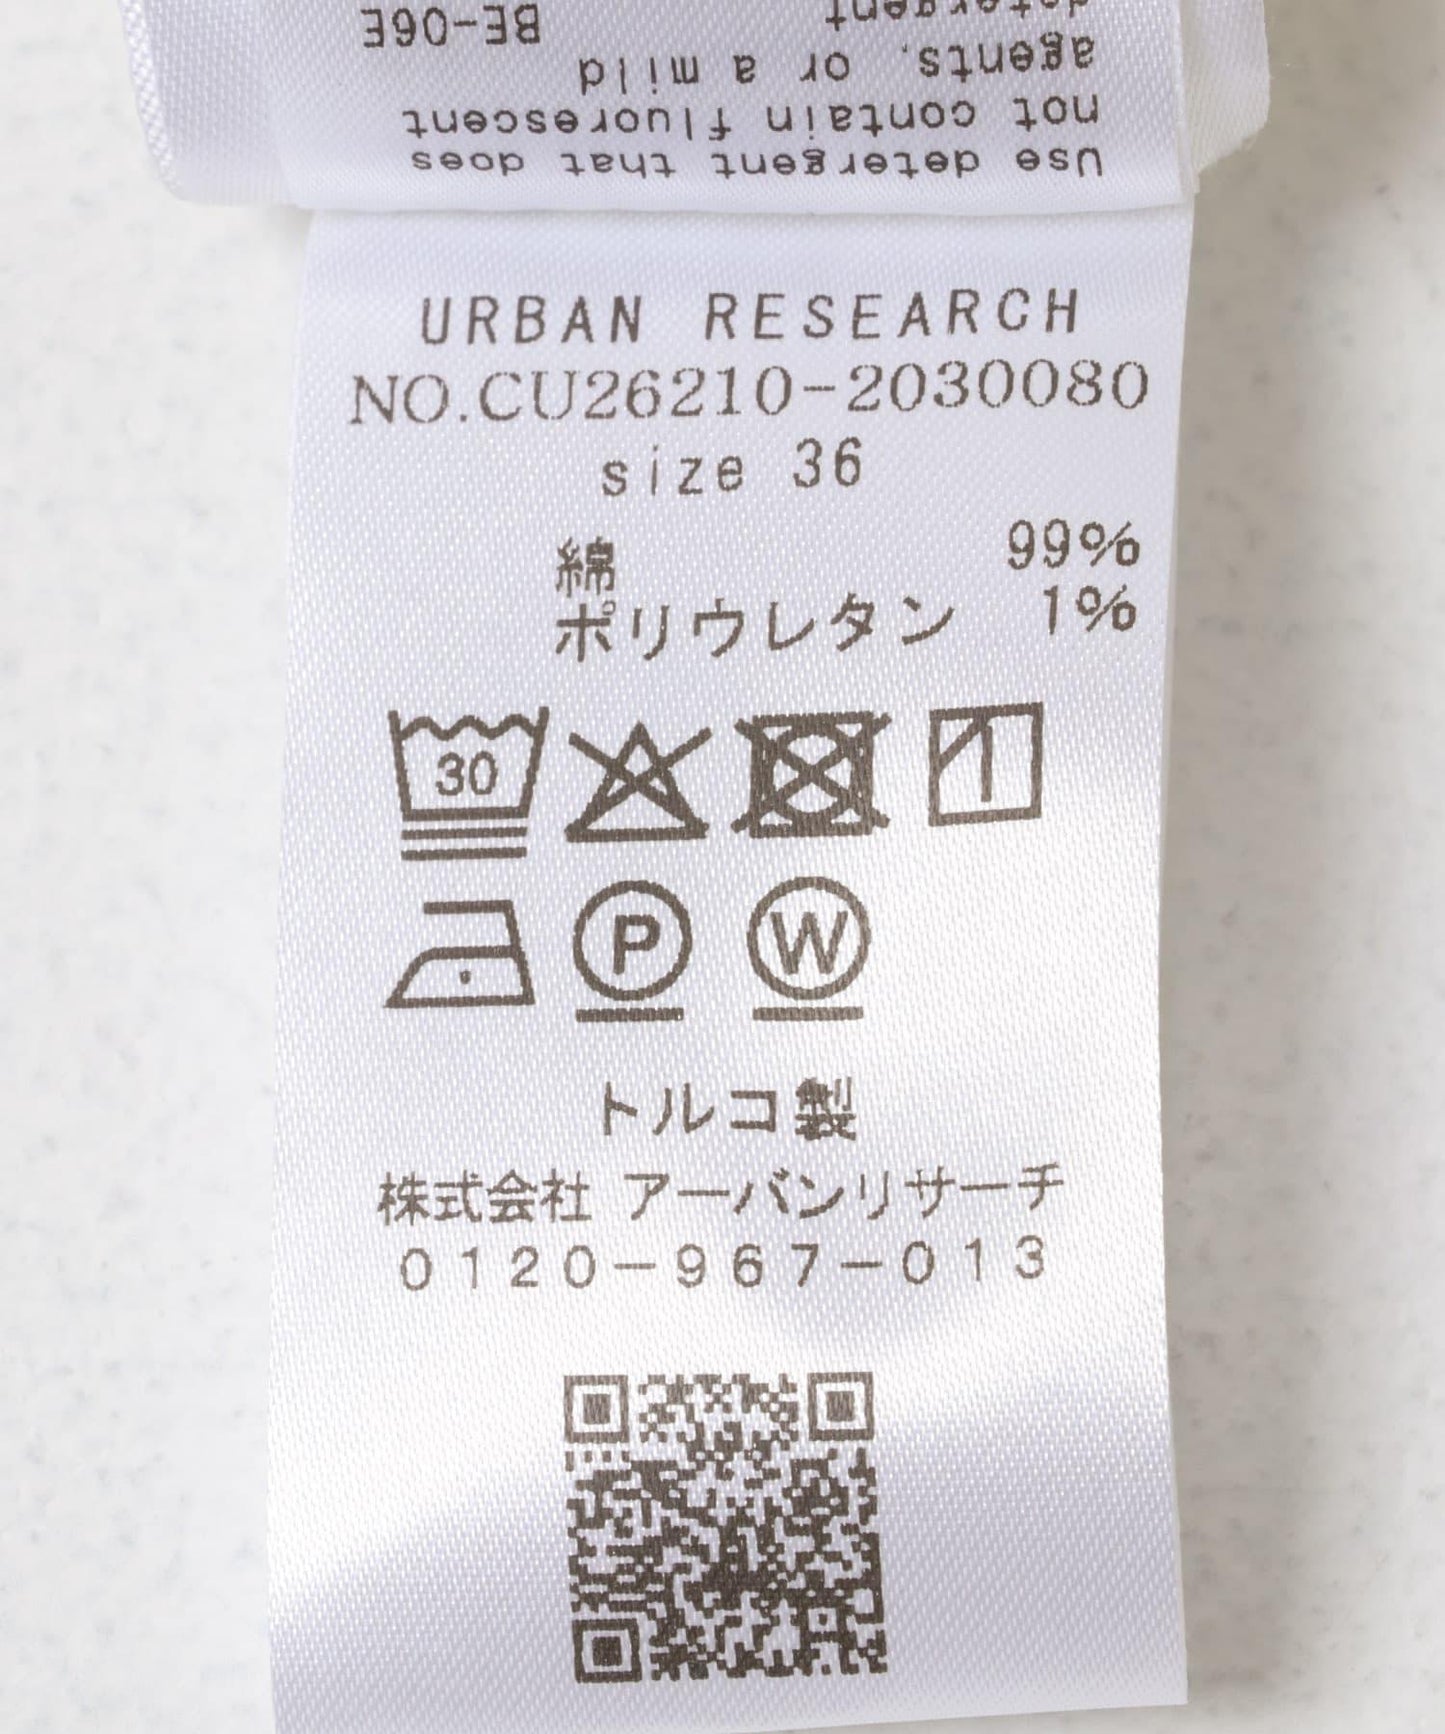 BE-06E
Use detergent that does
not contain fluorescent
agents, or a mild
detergent
URBAN RESEARCH
NO.CU26210-2030080
size 36
綿 99%
ポリウレタン 1%
30
P W
トルコ製
株式会社 アーバンリサーチ
0120-967-013